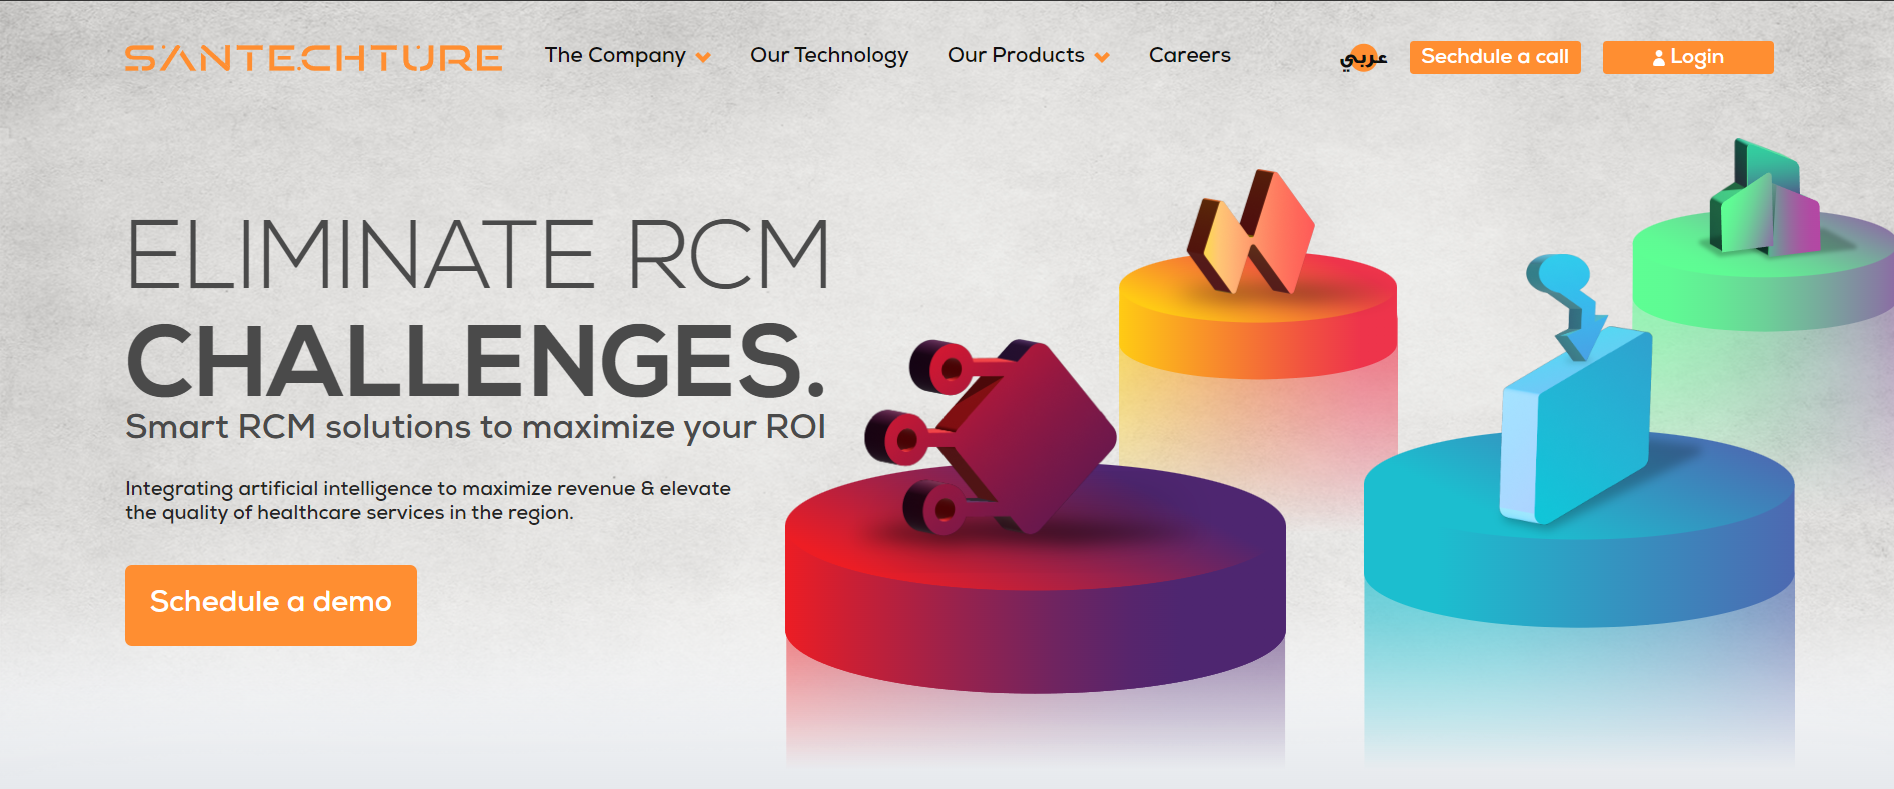 SANTECHTURE
The Company
Our Technology
Our Products
Careers
عربي
Sechdule a call
Login
ELIMINATE RCM
CHALLENGES.
Smart RCM solutions to maximize your ROI
Integrating artificial intelligence to maximize revenue & elevate
the quality of healthcare services in the region.
Schedule a demo